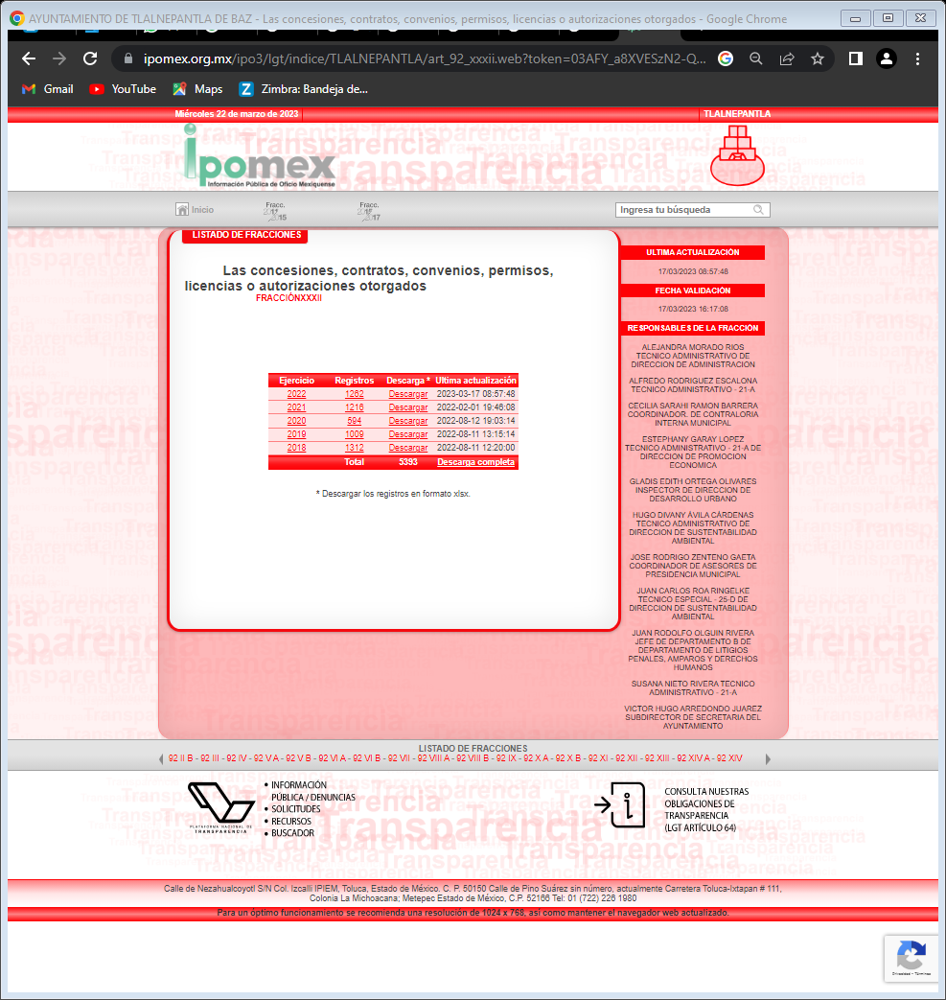 AYUNTAMIENTO DE TLALNEPANTLA DE BAZ - Las concesiones, contratos, convenios, permisos, licencias o autorizaciones otorgados - Google Chrome
ipomex.org.mx/ipo3/lgt/indice/TLALNEPANTLA/art_92_xxxii.web?token=03AFY_a8XVESzN2-Q...
Gmail YouTube Maps Zimbra: Bandeja de...
Miércoles 22 de marzo de 2023 TLALNEPANTLA
ipomex
Información Pública de Oficio Mexiquense
Inicio
Fracc.
15
Fracc.
17
Ingresa tu búsqueda
LISTADO DE FRACCIONES
Las concesiones, contratos, convenios, permisos,
licencias o autorizaciones otorgados
FRACCIÓNXXXII
Ejercicio Registros Descarga * Ultima actualización
2022 1262 Descargar 2023-03-17 08:57:48
2021 1216 Descargar 2022-02-01 19:46:08
2020 594 Descargar 2022-08-12 19:03:14
2019 1009 Descargar 2022-08-11 13:15:14
2018 1312 Descargar 2022-08-11 12:20:00
Total 5393 Descarga completa
* Descargar los registros en formato xlsx.
ULTIMA ACTUALIZACIÓN
17/03/2023 08:57:48
FECHA VALIDACIÓN
17/03/2023 16:17:08
RESPONSABLES DE LA FRACCIÓN
ALEJANDRA MORADO RIOS
TECNICO ADMINISTRATIVO DE
DIRECCION DE ADMINISTRACION
ALFREDO RODRIGUEZ ESCALONA
TECNICO ADMINISTRATIVO - 21-A
CECILIA SARAHI RAMON BARRERA
COORDINADOR. DE CONTRALORIA
INTERNA MUNICIPAL
ESTEPHANY GARAY LOPEZ
TECNICO ADMINISTRATIVO - 21-A DE
DIRECCION DE PROMOCION
ECONOMICA
GLADIS EDITH ORTEGA OLIVARES
INSPECTOR DE DIRECCION DE
DESARROLLO URBANO
HUGO DIVANY ÁVILA CÁRDENAS
TECNICO ADMINISTRATIVO DE
DIRECCION DE SUSTENTABILIDAD
AMBIENTAL
JOSE RODRIGO ZENTENO GAETA
COORDINADOR DE ASESORES DE
PRESIDENCIA MUNICIPAL
JUAN CARLOS ROA RINGELKE
TECNICO ESPECIAL - 25-D DE
DIRECCION DE SUSTENTABILIDAD
AMBIENTAL
JUAN RODOLFO OLGUIN RIVERA
JEFE DE DEPARTAMENTO B DE
DEPARTAMENTO DE LITIGIOS
PENALES, AMPAROS Y DERECHOS
HUMANOS
SUSANA NIETO RIVERA TECNICO
ADMINISTRATIVO - 21-A
VICTOR HUGO ARREDONDO JUAREZ
SUBDIRECTOR DE SECRETARIA DEL
AYUNTAMIENTO
LISTADO DE FRACCIONES
92 II B - 92 III - 92 IV - 92 V A - 92 V B - 92 VI A - 92 VI B - 92 VII - 92 VIII A - 92 VIII B - 92 IX - 92 X A - 92 X B - 92 XI - 92 XII - 92 XIII - 92 XIV A - 92 XIV
PLATAFORMA NACIONAL DE
TRANSPARENCIA
• INFORMACIÓN
PÚBLICA / DENUNCIAS
• SOLICITUDES
• RECURSOS
• BUSCADOR
CONSULTA NUESTRAS
OBLIGACIONES DE
TRANSPARENCIA
(LGT ARTÍCULO 64)
Calle de Nezahualcoyotl S/N Col. Izcalli IPIEM, Toluca, Estado de México. C. P. 50150 Calle de Pino Suárez sin número, actualmente Carretera Toluca-Ixtapan # 111,
Colonia La Michoacana; Metepec Estado de México, C.P. 52166 Tel: 01 (722) 226 1980
Para un óptimo funcionamiento se recomienda una resolución de 1024 x 768, así como mantener el navegador web actualizado.
Privacidad - Términos